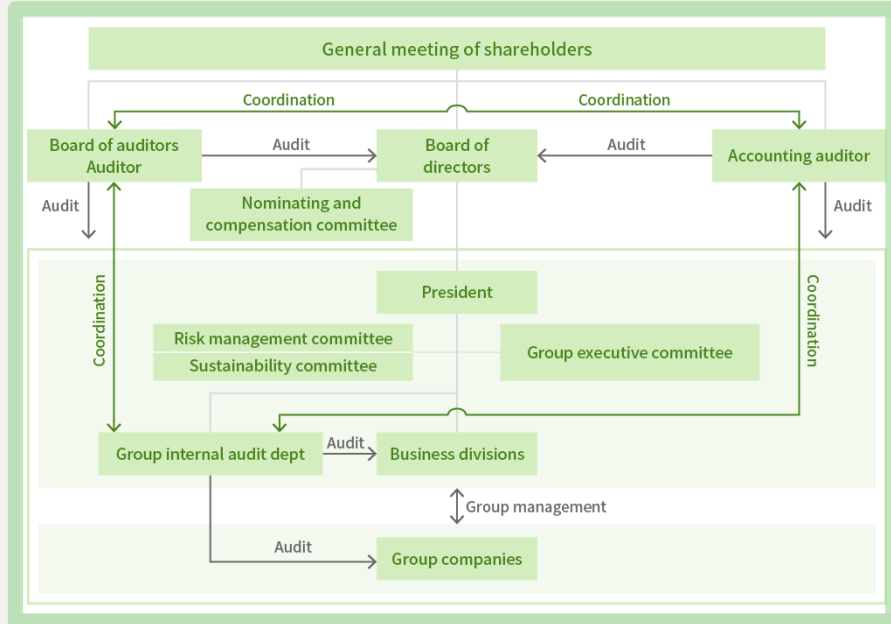 General meeting of shareholders
Coordination
Coordination
Board of auditors
Auditor
Audit
Board of
directors
Audit
Accounting auditor
Audit
Nominating and
compensation committee
Audit
President
Coordination
Coordination
Risk management committee
Sustainability committee
Group executive committee
Group internal audit dept
Audit
Business divisions
Group management
Audit
Group companies